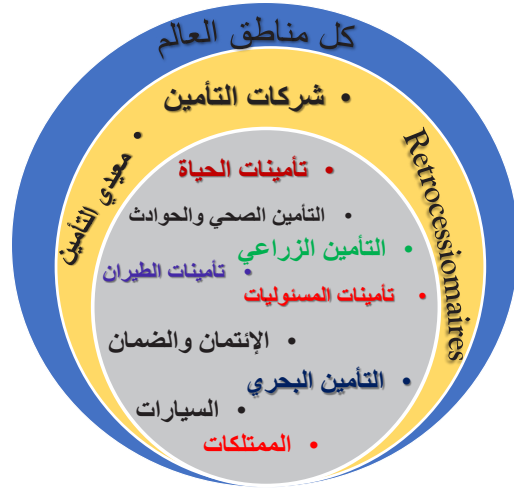 كل مناطق العالم
• شركات التأمين
• معيدي التأمين
Retrocessiomaires
• تأمينات الحياة
• التأمين الصحي والحوادث
• التأمين الزراعي
• تأمينات الطيران
• تأمينات المسئوليات
• الإئتمان والضمان
• التأمين البحري
• السيارات
• الممتلكات